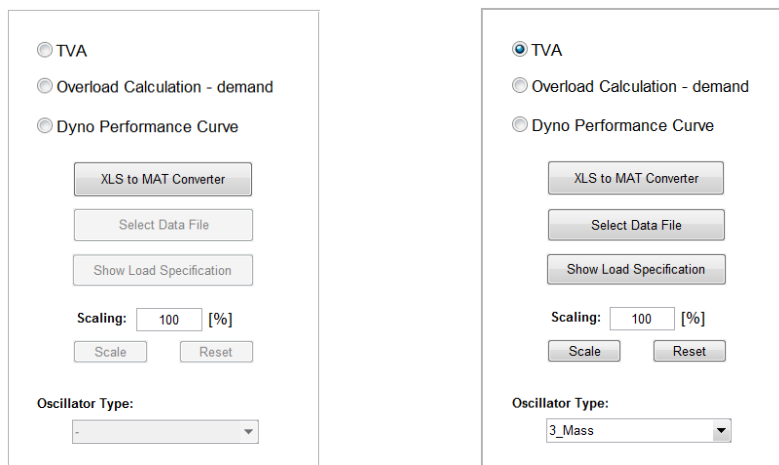 TVA
Overload Calculation - demand
Dyno Performance Curve
XLS to MAT Converter
Select Data File
Show Load Specification
Scaling: 100 [%]
Scale Reset
Oscillator Type:
-
TVA
Overload Calculation - demand
Dyno Performance Curve
XLS to MAT Converter
Select Data File
Show Load Specification
Scaling: 100 [%]
Scale Reset
Oscillator Type:
3_Mass